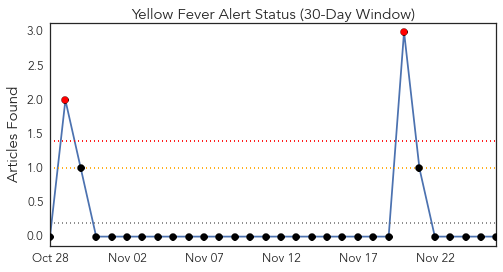 Yellow Fever Alert Status (30-Day Window)
Articles Found
3.0
2.5
2.0
1.5
1.0
0.5
0.0
Oct 28 Nov 02 Nov 07 Nov 12 Nov 17 Nov 22